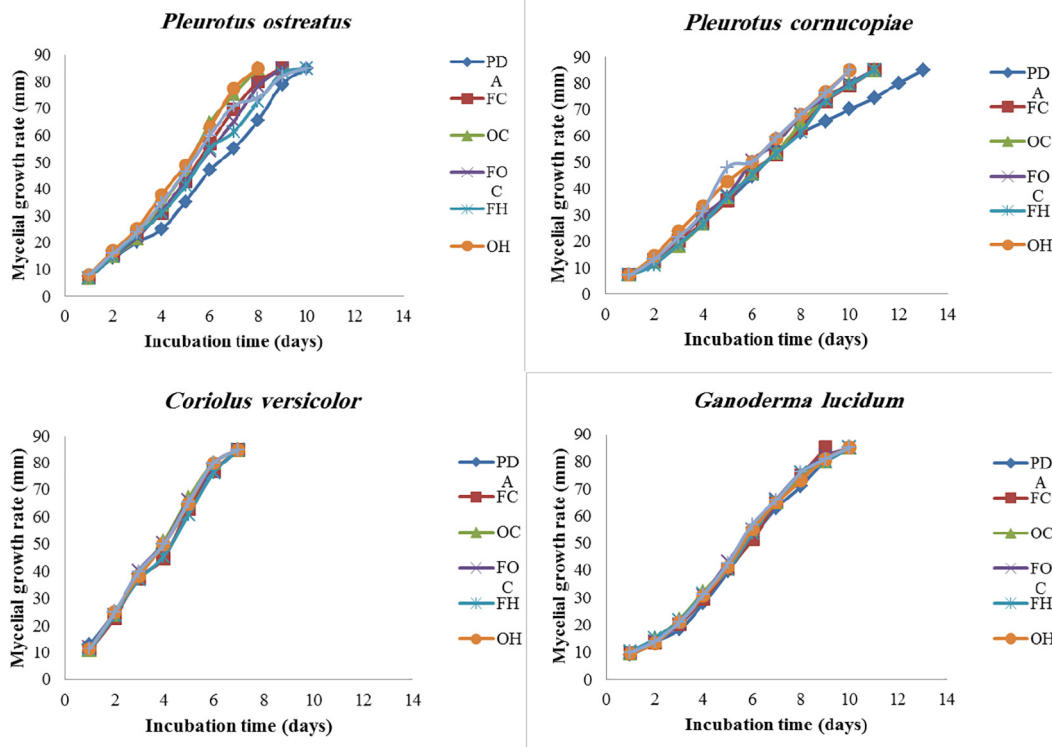 Pleurotus ostreatus
Mycelial growth rate (mm)
90
80
70
60
50
40
30
20
10
0
0 2 4 6 8 10 12 14
Incubation time (days)
PD
A
FC
OC
FO
C
FH
OH
Pleurotus cornucopiae
Mycelial growth rate (mm)
90
80
70
60
50
40
30
20
10
0
0 2 4 6 8 10 12 14
Incubation time (days)
PD
A
FC
OC
FO
C
FH
OH
Coriolus versicolor
Mycelial growth rate (mm)
90
80
70
60
50
40
30
20
10
0
0 2 4 6 8 10 12 14
Incubation time (days)
PD
A
FC
OC
FO
C
FH
OH
Ganoderma lucidum
Mycelial growth rate (mm)
90
80
70
60
50
40
30
20
10
0
0 2 4 6 8 10 12 14
Incubation time (days)
PD
A
FC
OC
FO
C
FH
OH